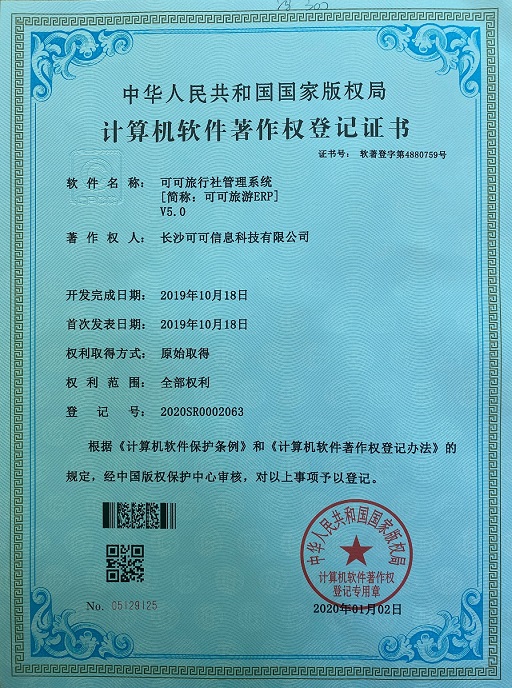 中华人民共和国国家版权局
计算机软件著作权登记证书
证书号： 软著登字第4880759号
软件名称： 可可旅行社管理系统
[简称：可可旅游ERP]
V5.0
著作权人： 长沙可可信息科技有限公司
开发完成日期： 2019年10月18日
首次发表日期： 2019年10月18日
权利取得方式： 原始取得
权利范围： 全部权利
登记号： 2020SR0002063
根据《计算机软件保护条例》和《计算机软件著作权登记办法》的
规定，经中国版权保护中心审核，对以上事项予以登记。
中华人民共和国国家版权局
计算机软件著作权
登记专用章
No. 05129125
2020年01月02日